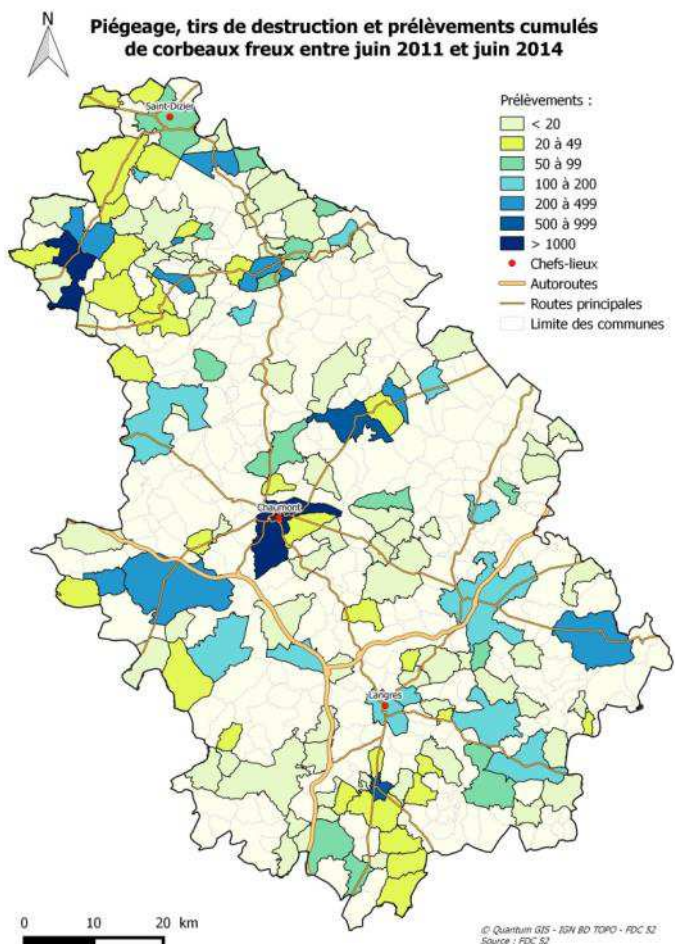 N
Piégeage, tirs de destruction et prélèvements cumulés
de corbeaux freux entre juin 2011 et juin 2014
Saint-Dizier
Prélèvements :
< 20
20 à 49
50 à 99
100 à 200
200 à 499
500 à 999
> 1000
Chefs-lieux
Autoroutes
Routes principales
Limite des communes
Chaumont
Langres
0 10 20 km
© Quantum GIS - IGN BD TOPO - FDC 52
Source : FDC 52